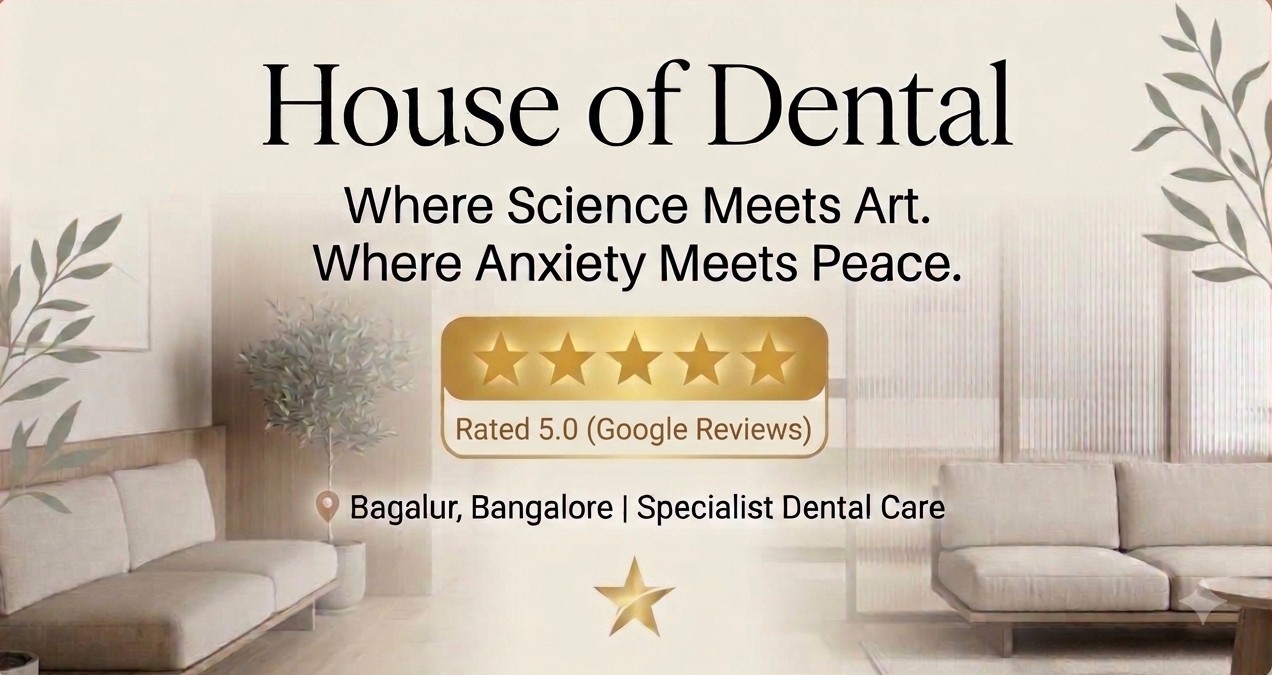 House of Dental
Where Science Meets Art.
Where Anxiety Meets Peace.
Rated 5.0 (Google Reviews)
Bagalur, Bangalore | Specialist Dental Care